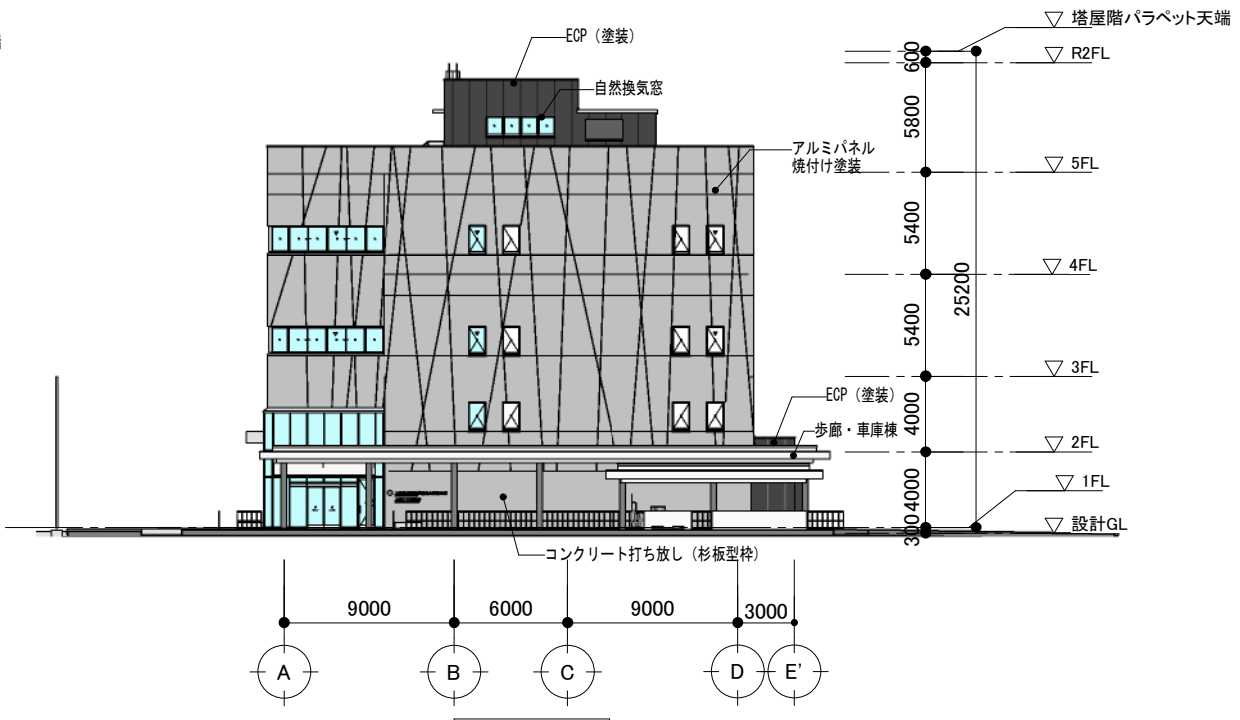 塔屋階パラペット天端
R2FL
5FL
4FL
3FL
2FL
1FL
設計GL
600
5800
5400
5400
4000
4000
300
25200
ECP（塗装）
自然換気窓
アルミパネル
焼付け塗装
ECP（塗装）
歩廊・車庫棟
コンクリート打ち放し（杉板型枠）
9000
6000
9000
3000
A
B
C
D
E'